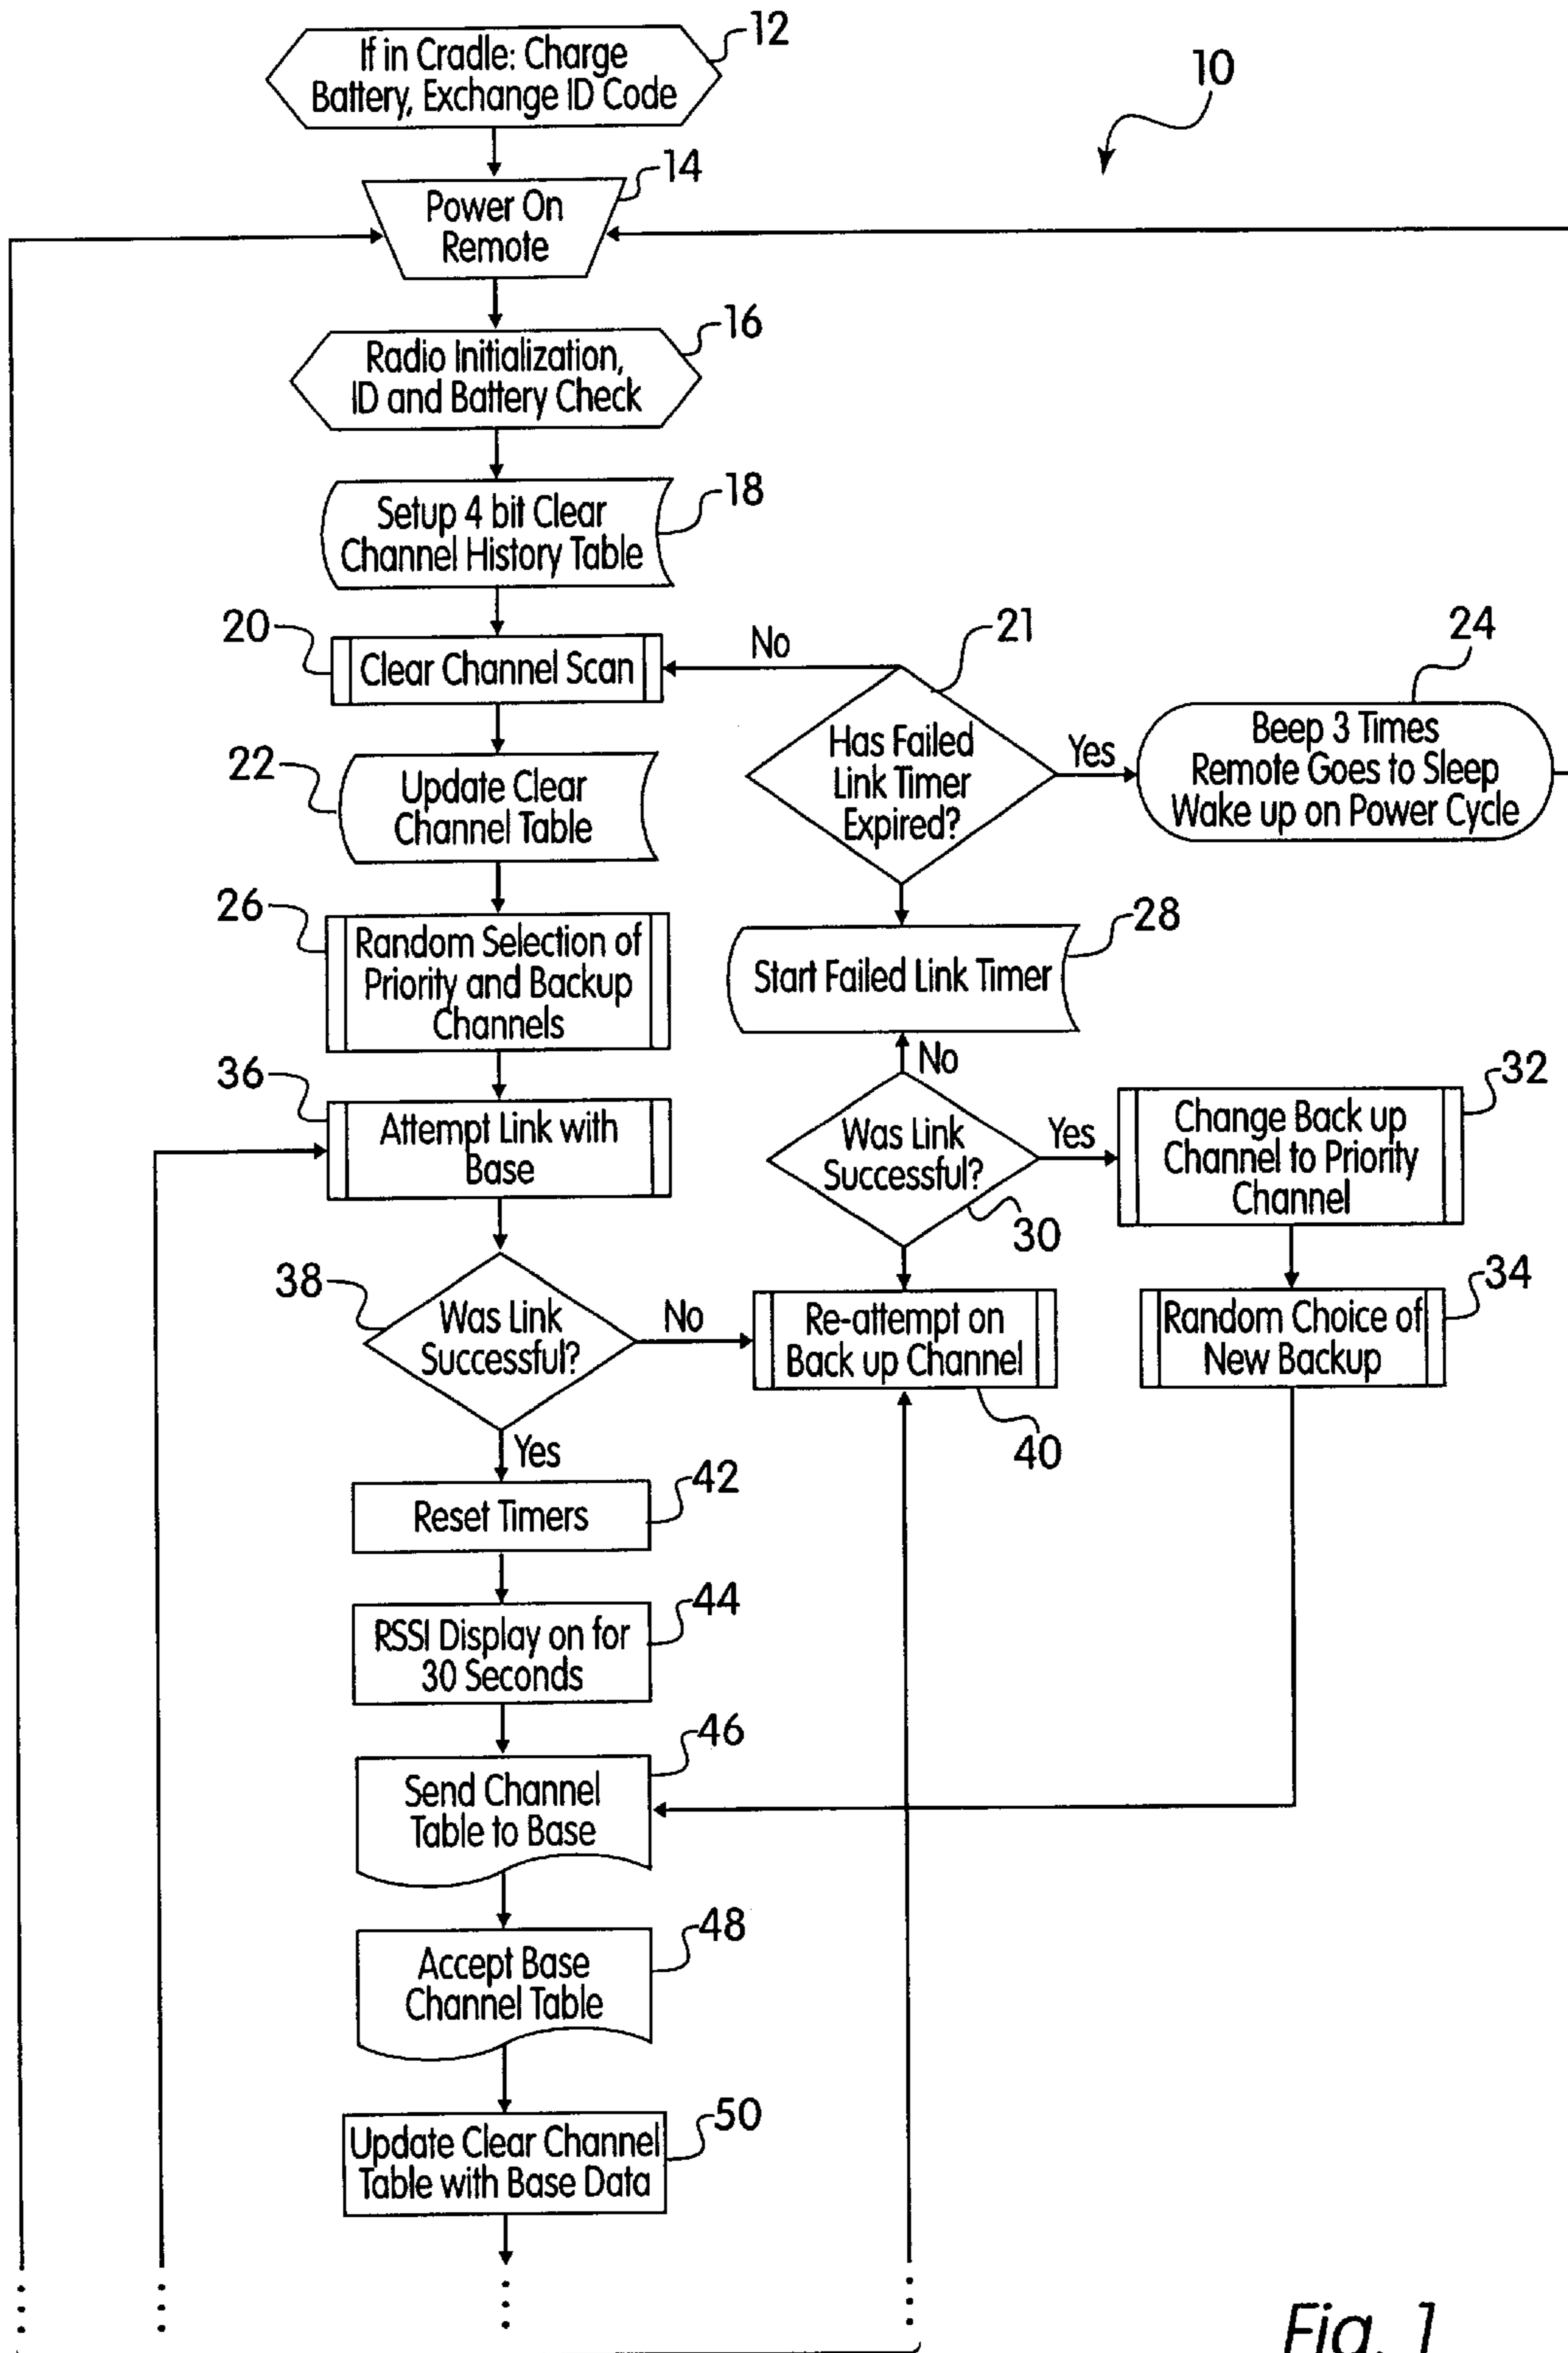 If in Cradle: Charge
Battery, Exchange ID Code
12
10
Power On
Remote
14
Radio Initialization,
ID and Battery Check
16
Setup 4 bit Clear
Channel History Table
18
20
Clear Channel Scan
No
21
24
22
Update Clear
Channel Table
Has Failed
Link Timer
Expired?
Yes
Beep 3 Times
Remote Goes to Sleep
Wake up on Power Cycle
26
Random Selection of
Priority and Backup
Channels
Start Failed Link Timer
28
No
36
Attempt Link with
Base
Was Link
Successful?
30
Yes
Change Back up
Channel to Priority
Channel
32
38
Was Link
Successful?
No
Re-attempt on
Back up Channel
40
Random Choice of
New Backup
34
Yes
Reset Timers
42
RSSI Display on for
30 Seconds
44
Send Channel
Table to Base
46
Accept Base
Channel Table
48
Update Clear Channel
Table with Base Data
50
Fig. 1